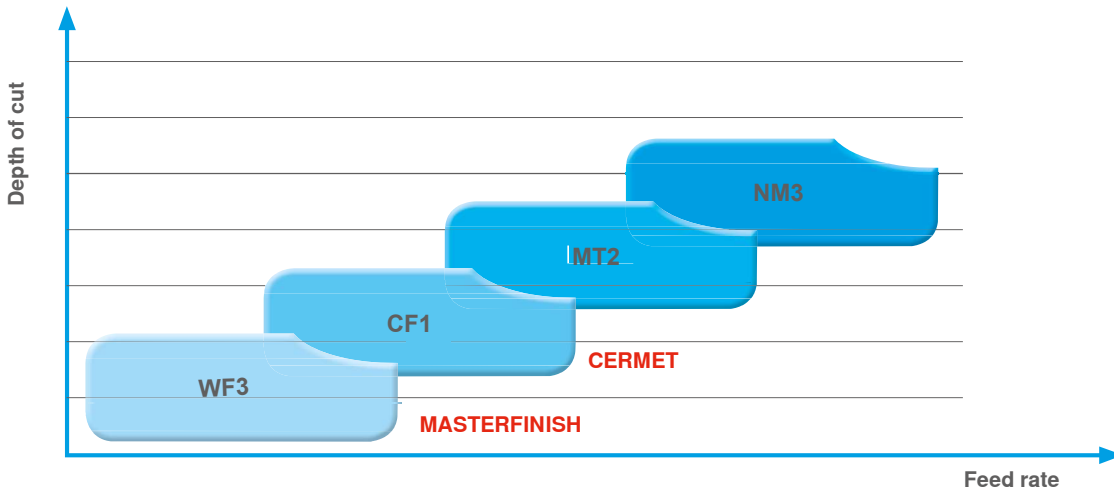 Depth of cut
NM3
MT2
CF1
CERMET
WF3
MASTERFINISH
Feed rate